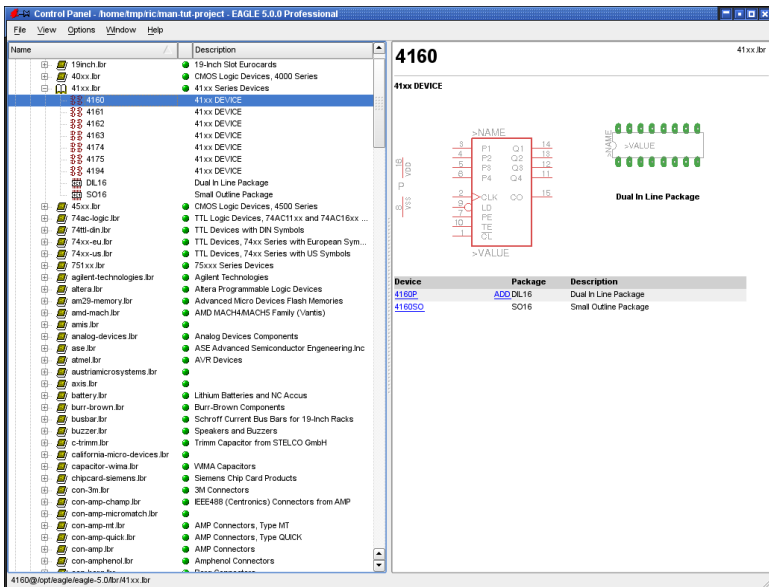 Control Panel - /home/tmp/ric/man-tut-project - EAGLE 5.0.0 Professional
File View Options Window Help
Name Description
19inch.lbr 19-Inch Slot Eurocards
40xx.lbr CMOS Logic Devices, 4000 Series
41xx.lbr 41xx Series Devices
4160 41xx DEVICE
4161 41xx DEVICE
4162 41xx DEVICE
4163 41xx DEVICE
4174 41xx DEVICE
4175 41xx DEVICE
4194 41xx DEVICE
DIL16 Dual In Line Package
SO16 Small Outline Package
45xx.lbr CMOS Logic Devices, 4500 Series
74ac-logic.lbr TTL Logic Devices, 74AC11xx and 74AC16xx ...
74ttl-din.lbr TTL Devices with DIN Symbols
74xx-eu.lbr TTL Devices, 74xx Series with European Sym...
74xx-us.lbr TTL Devices, 74xx Series with US Symbols
751xx.lbr 75xxx Series Devices
agilent-technologies.lbr Agilent Technologies
altera.lbr Altera Programmable Logic Devices
am29-memory.lbr Advanced Micro Devices Flash Memories
amd-mach.lbr AMD MACH4/MACH5 Family (Vantis)
amis.lbr
analog-devices.lbr Analog Devices Components
ase.lbr ASE Advanced Semiconductor Engeneering.Inc
atmel.lbr AVR Devices
austriamicrosystems.lbr
axis.lbr
battery.lbr Lithium Batteries and NC Accus
burr-brown.lbr Burr-Brown Components
busbar.lbr Schroff Current Bus Bars for 19-Inch Racks
buzzer.lbr Speakers and Buzzers
c-trimm.lbr Trimm Capacitor from STELCO GmbH
california-micro-devices.lbr
capacitor-wima.lbr WIMA Capacitors
chipcard-siemens.lbr Siemens Chip Card Products
con-3m.lbr 3M Connectors
con-amp-champ.lbr IEEE488 (Centronics) Connectors from AMP
con-amp-micromatch.lbr
con-amp-mt.lbr AMP Connectors, Type MT
con-amp-quick.lbr AMP Connectors, Type QUICK
con-amp.lbr AMP Connectors
con-amphenol.lbr Amphenol Connectors
4160 41xx.lbr
41xx DEVICE
>NAME
3 P1 Q1 14
4 P2 Q2 13
5 P3 Q3 12
6 P4 Q4 11
2 >CLK CO 15
9 LD
7 PE
10 TE
1 CL
>VALUE
16 VDD
P
8 VSS
>NAME
>VALUE
Dual In Line Package
Device Package Description
4160P ADD DIL16 Dual In Line Package
4160SO SO16 Small Outline Package
4160@/opt/eagle/eagle-5.0/lbr/41xx.lbr